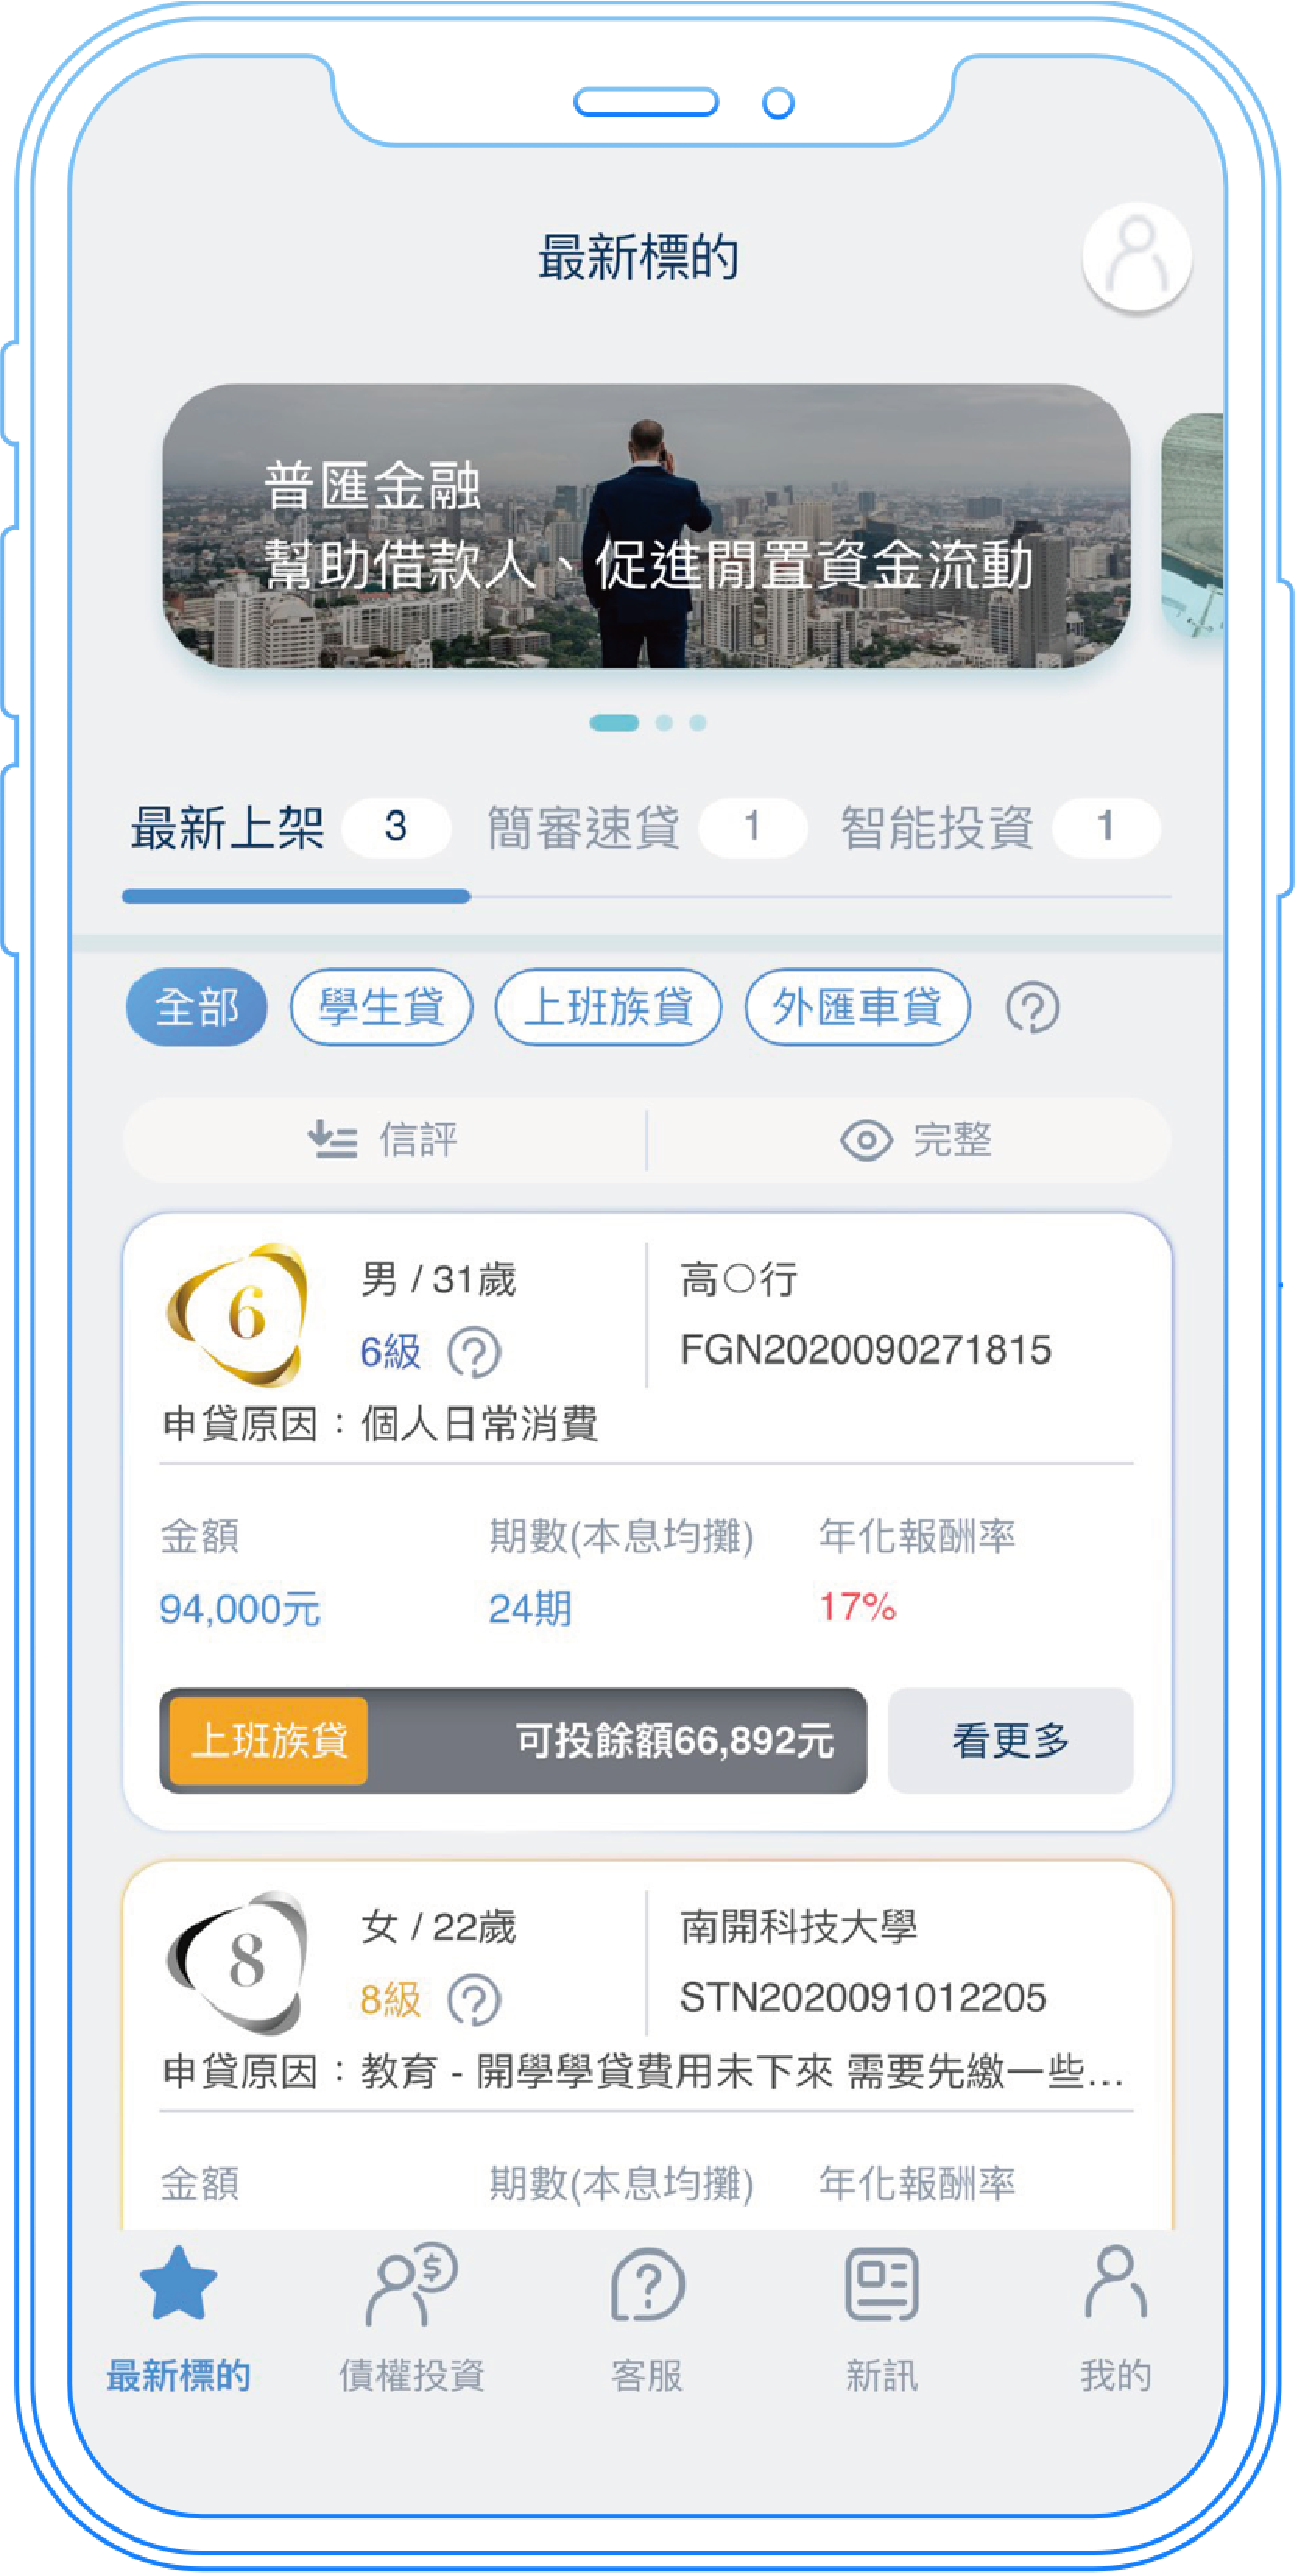 最新標的
普匯金融
幫助借款人、促進閒置資金流動
最新上架 3 簡審速貸 1 智能投資 1
全部 學生貸 上班族貸 外匯車貸 ?
信評 完整
6 男 / 31歲 高○行
6級 ? FGN2020090271815
申貸原因：個人日常消費
金額 期數(本息均攤) 年化報酬率
94,000元 24期 17%
上班族貸 可投餘額66,892元 看更多
8 女 / 22歲 南開科技大學
8級 ? STN2020091012205
申貸原因：教育 - 開學學貸費用未下來 需要先繳一些...
金額 期數(本息均攤) 年化報酬率
最新標的 債權投資 客服 新訊 我的